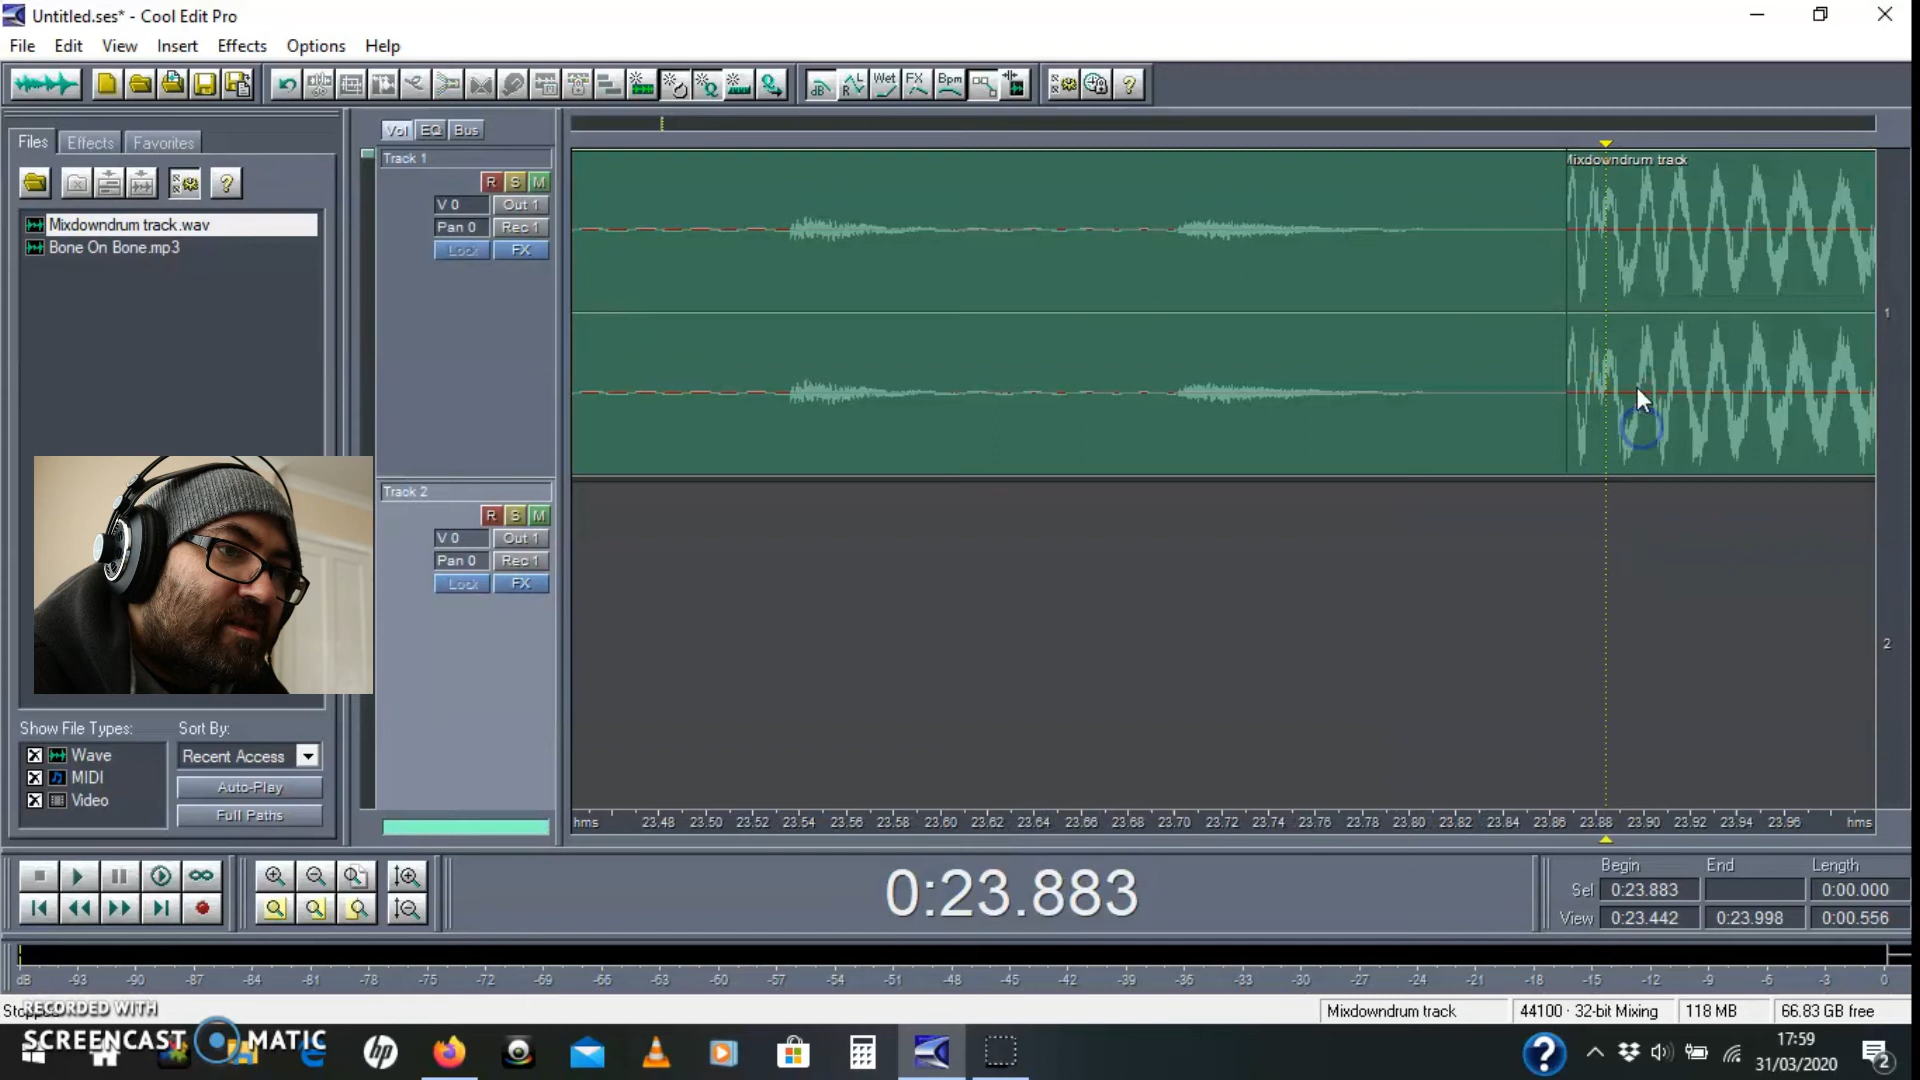 Untitled.ses* - Cool Edit Pro
File Edit View Insert Effects Options Help
Wet FX Bpm
Files Effects Favorites
Mixdowndrum track.wav
Bone On Bone.mp3
Show File Types:
Wave
MIDI
Video
Sort By:
Recent Access
Auto-Play
Full Paths
Vol EQ Bus
Track 1
R S M
V 0 Out 1
Pan 0 Rec 1
Lock FX
Track 2
R S M
V 0 Out 1
Pan 0 Rec 1
Lock FX
Mixdowndrum track
1
2
hms 23.48 23.50 23.52 23.54 23.56 23.58 23.60 23.62 23.64 23.66 23.68 23.70 23.72 23.74 23.76 23.78 23.80 23.82 23.84 23.86 23.88 23.90 23.92 23.94 23.96 hms
0:23.883
Begin End Length
Sel 0:23.883 0:00.000
View 0:23.442 0:23.998 0:00.556
dB -93 -90 -87 -84 -81 -78 -75 -72 -69 -66 -63 -60 -57 -54 -51 -48 -45 -42 -39 -36 -33 -30 -27 -24 -21 -18 -15 -12 -9 -6 -3 0
RECORDED WITH
SCREENCAST MATIC
Mixdowndrum track 44100 · 32-bit Mixing 118 MB 66.83 GB free
hp
17:59
31/03/2020
2